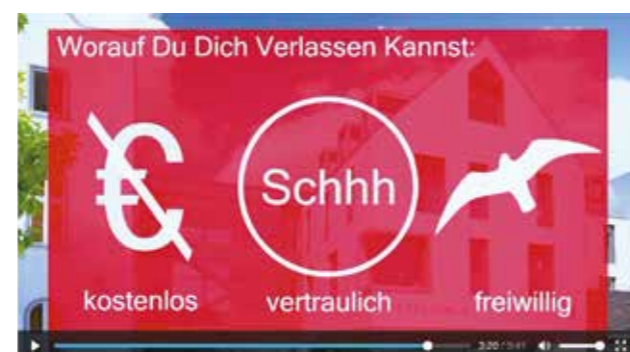 Worauf Du Dich Verlassen Kannst:
Schhh
kostenlos
vertraulich
freiwillig